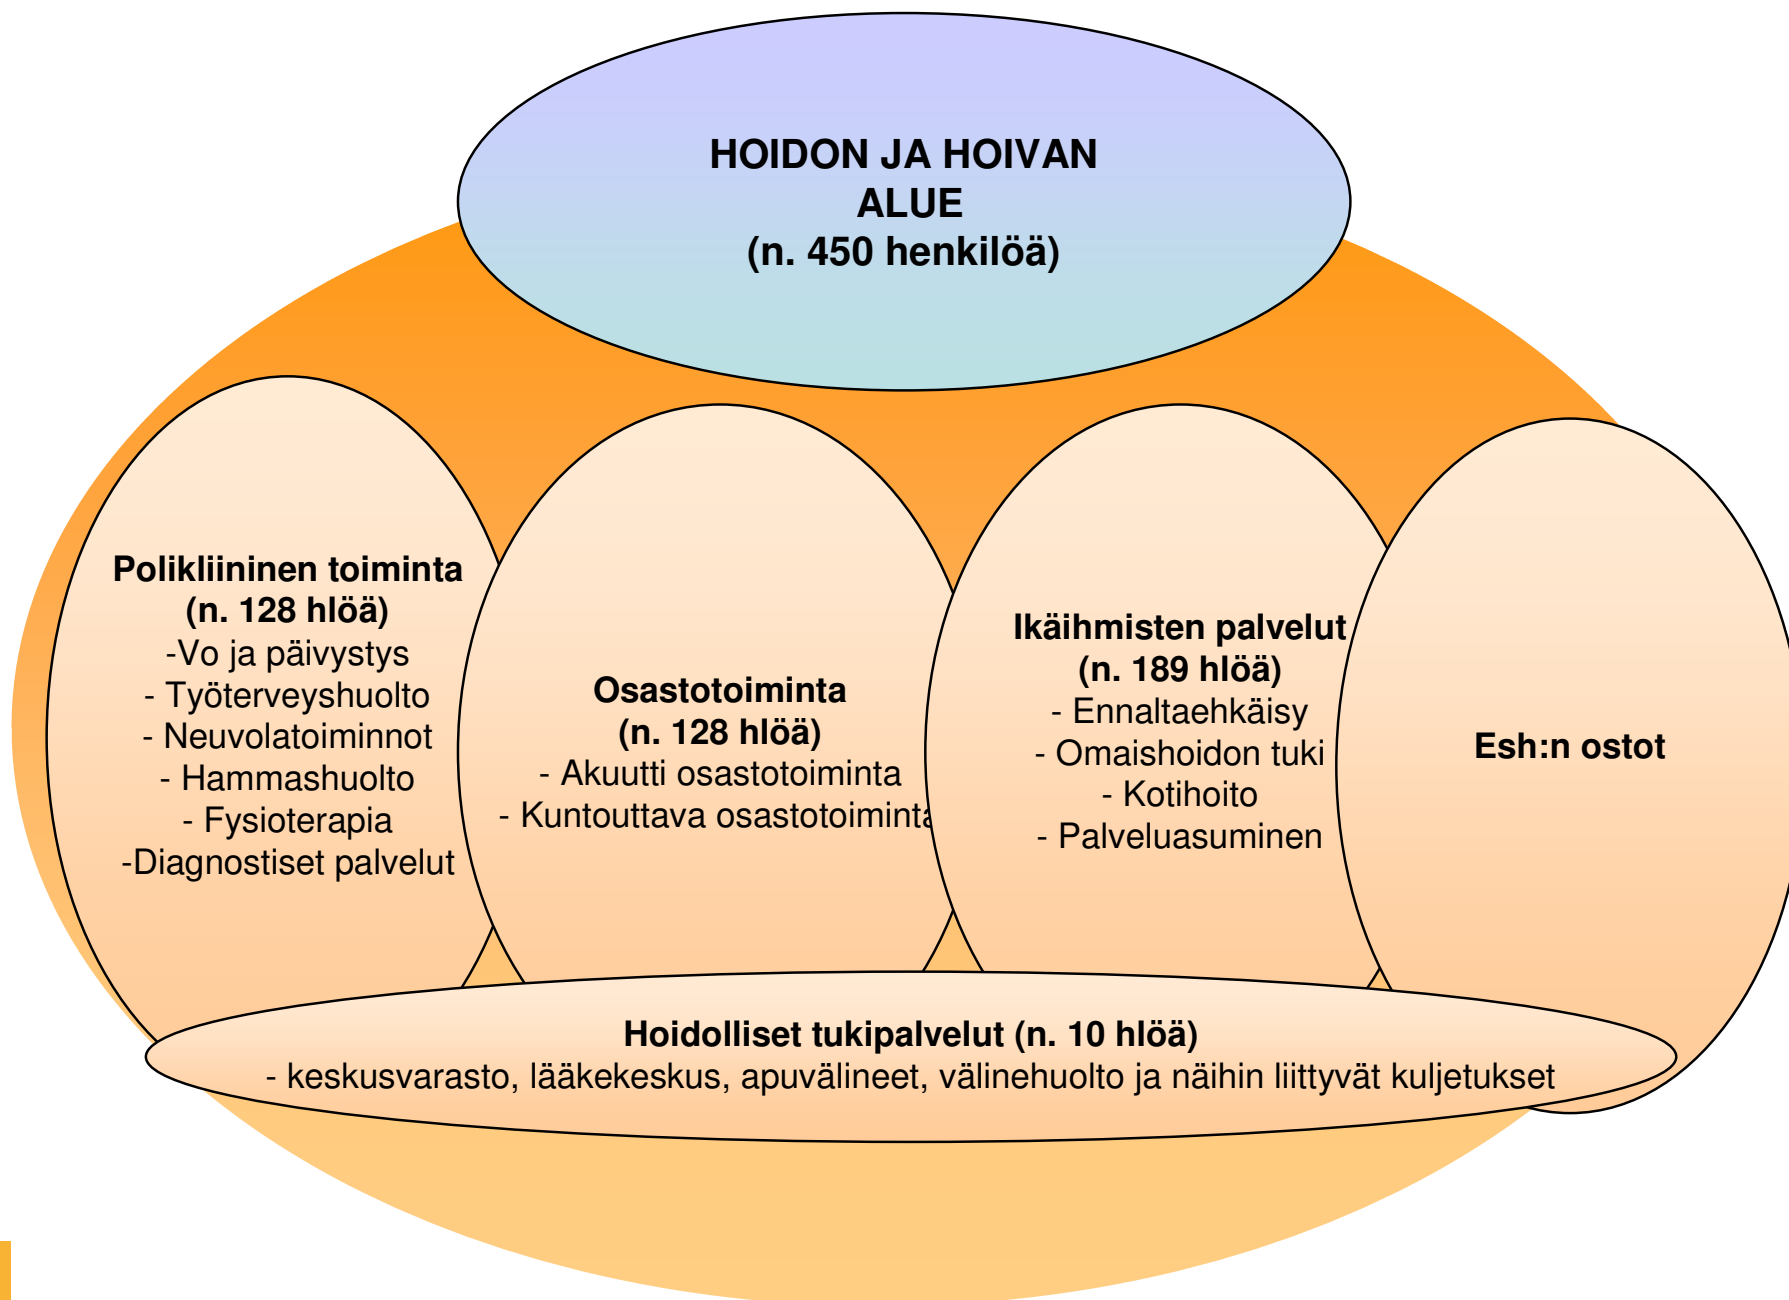 HOIDON JA HOIVAN
ALUE
(n. 450 henkilöä)
Polikliininen toiminta
(n. 128 hlöä)
-Vo ja päivystys
- Työterveyshuolto
- Neuvolatoiminnot
- Hammashuolto
- Fysioterapia
-Diagnostiset palvelut
Osastotoiminta
(n. 128 hlöä)
- Akuutti osastotoiminta
- Kuntouttava osastotoiminta
Ikäihmisten palvelut
(n. 189 hlöä)
- Ennaltaehkäisy
- Omaishoidon tuki
- Kotihoito
- Palveluasuminen
Esh:n ostot
Hoidolliset tukipalvelut (n. 10 hlöä)
- keskusvarasto, lääkekeskus, apuvälineet, välinehuolto ja näihin liittyvät kuljetukset